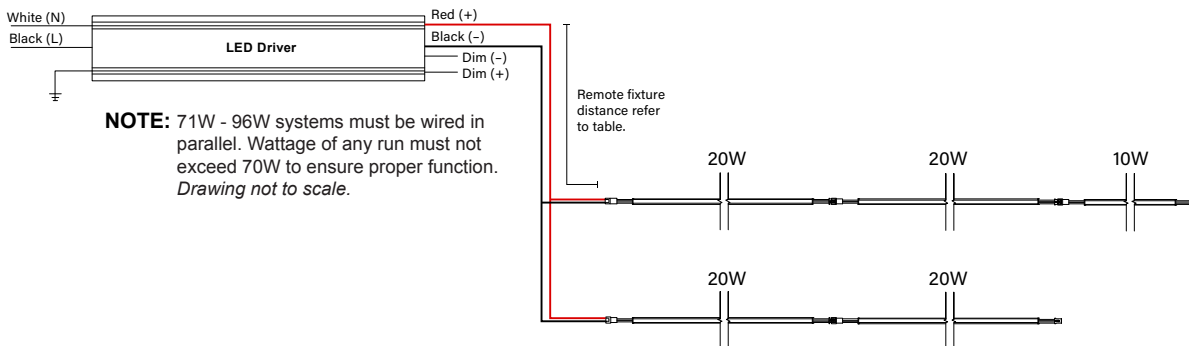 White (N)
Black (L)
LED Driver
Red (+)
Black (–)
Dim (–)
Dim (+)
Remote fixture
distance refer
to table.
NOTE: 71W - 96W systems must be wired in
parallel. Wattage of any run must not
exceed 70W to ensure proper function.
Drawing not to scale.
20W
20W
10W
20W
20W